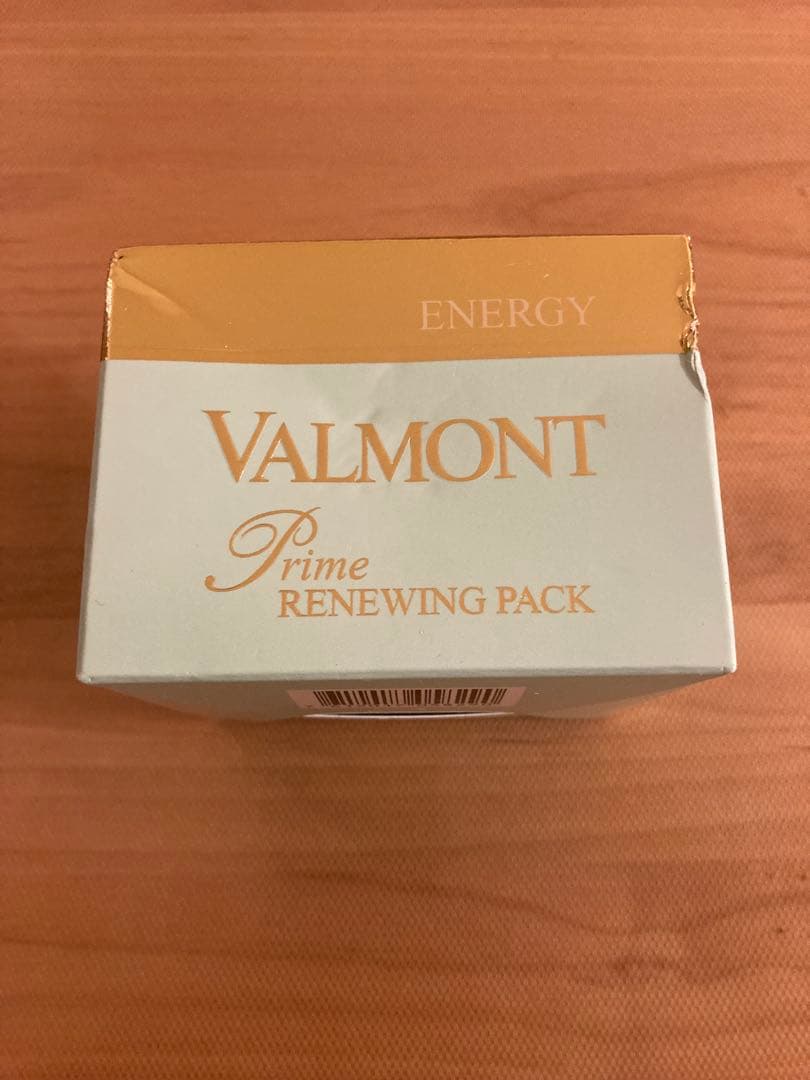 ENERGY
VALMONT
Prime
RENEWING PACK